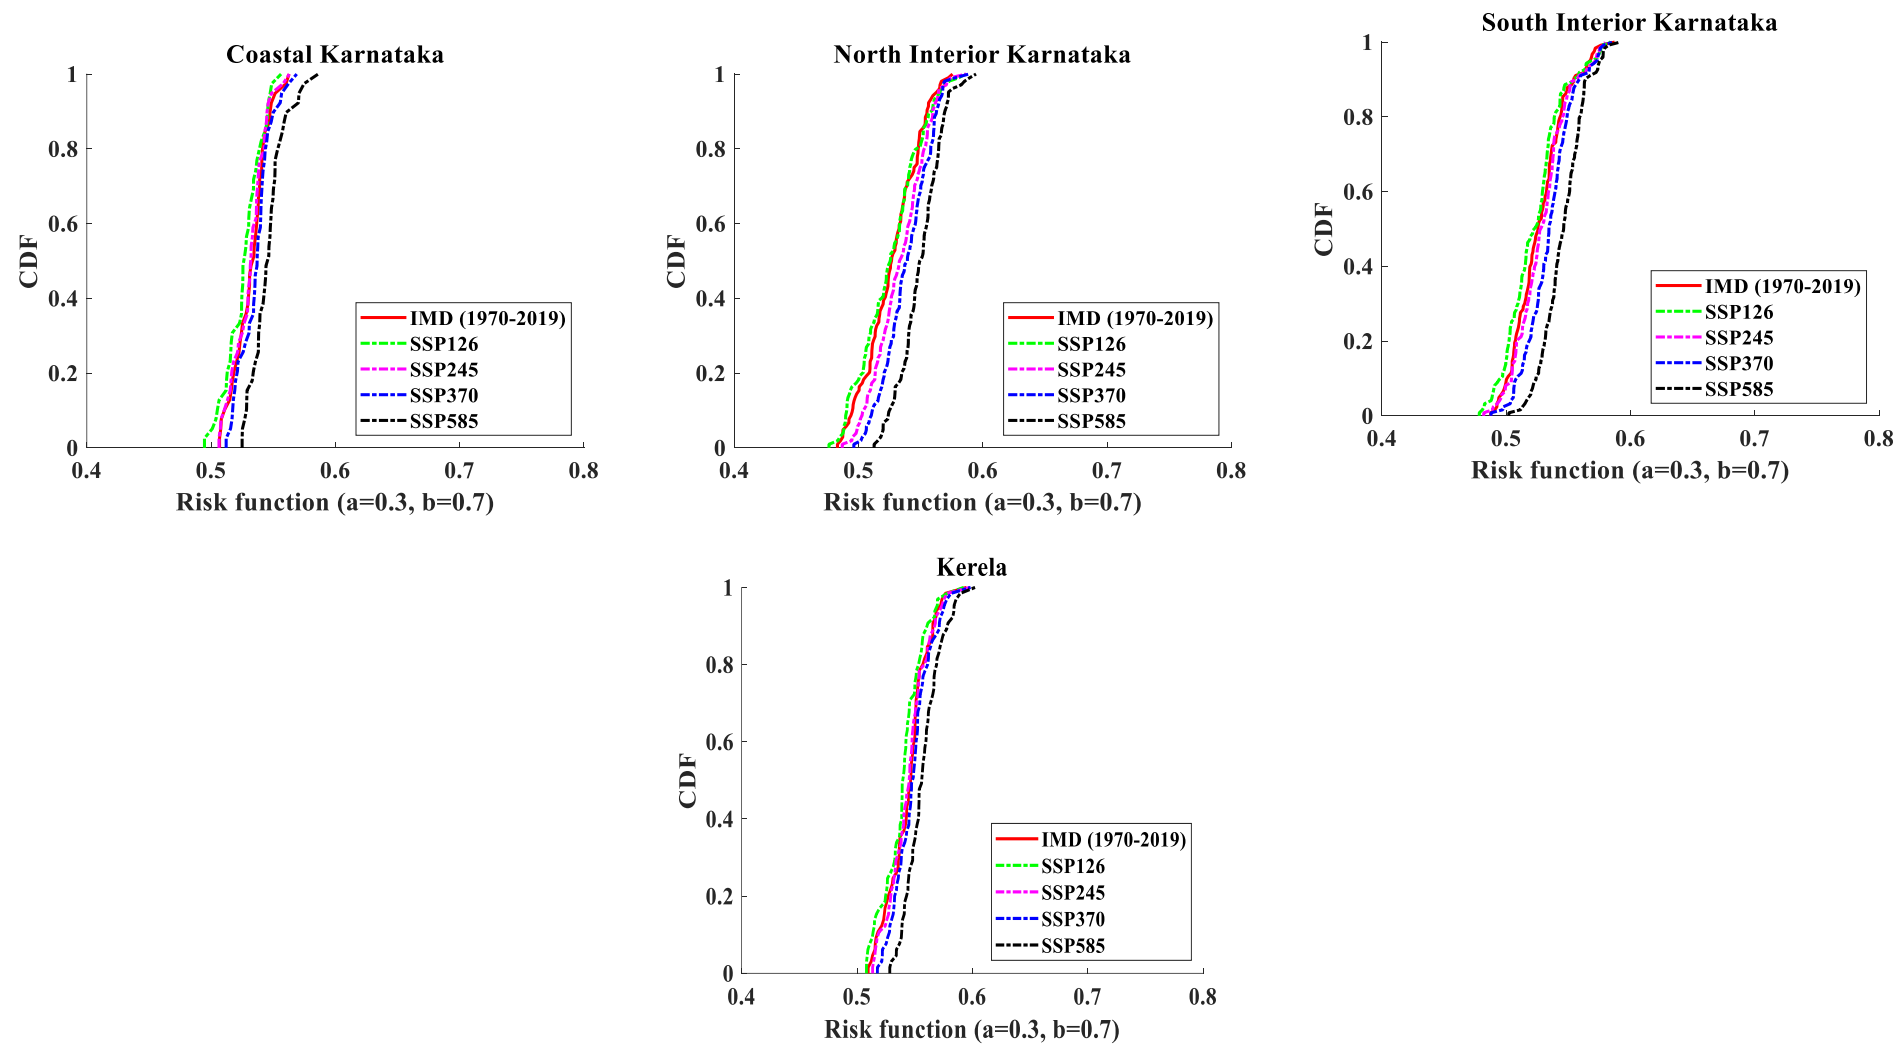 Coastal Karnataka
1
0.8
0.6
0.4
0.2
0
CDF
0.4 0.5 0.6 0.7 0.8
Risk function (a=0.3, b=0.7)
IMD (1970-2019)
SSP126
SSP245
SSP370
SSP585
North Interior Karnataka
1
0.8
0.6
0.4
0.2
0
CDF
0.4 0.5 0.6 0.7 0.8
Risk function (a=0.3, b=0.7)
IMD (1970-2019)
SSP126
SSP245
SSP370
SSP585
South Interior Karnataka
1
0.8
0.6
0.4
0.2
0
CDF
0.4 0.5 0.6 0.7 0.8
Risk function (a=0.3, b=0.7)
IMD (1970-2019)
SSP126
SSP245
SSP370
SSP585
Kerela
1
0.8
0.6
0.4
0.2
0
CDF
0.4 0.5 0.6 0.7 0.8
Risk function (a=0.3, b=0.7)
IMD (1970-2019)
SSP126
SSP245
SSP370
SSP585